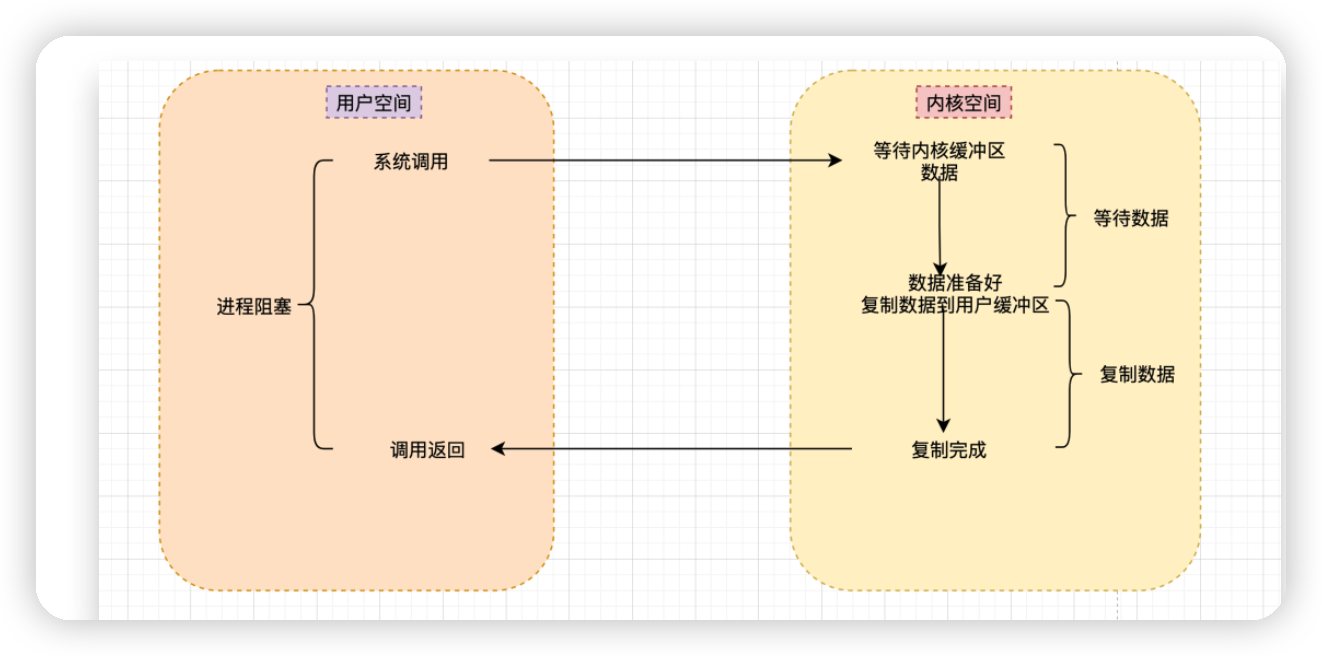 用户空间
内核空间
系统调用
等待内核缓冲区
数据
等待数据
数据准备好
进程阻塞
复制数据到用户缓冲区
复制数据
调用返回
复制完成